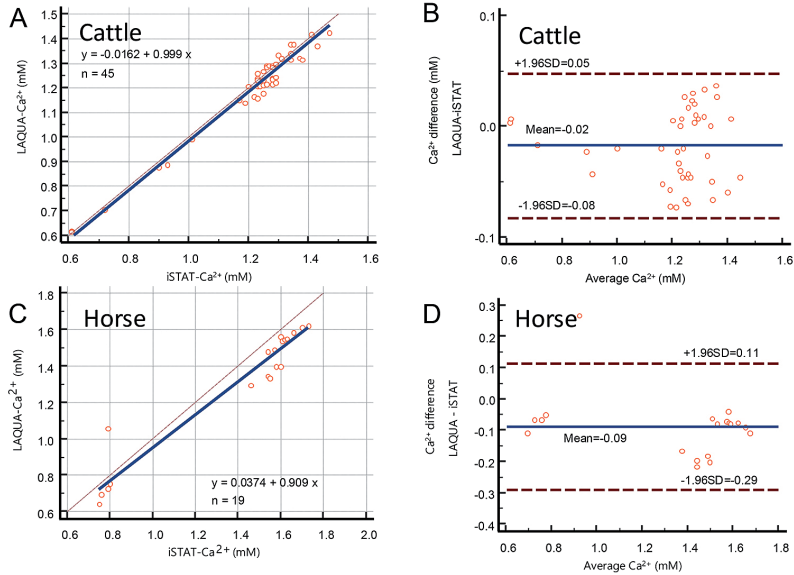 A
Cattle
y = -0.0162 + 0.999 x
n = 45
LAQUA-Ca²⁺ (mM)
1.5
1.4
1.3
1.2
1.1
1.0
0.9
0.8
0.7
0.6
0.6
0.8
1.0
1.2
1.4
1.6
iSTAT-Ca²⁺ (mM)
B
Cattle
Ca²⁺ difference (mM)
LAQUA-iSTAT
0.1
0.0
-0.1
+1.96SD=0.05
Mean=-0.02
-1.96SD=-0.08
0.6
0.8
1.0
1.2
1.4
1.6
Average Ca²⁺ (mM)
C
Horse
LAQUA-Ca²⁺ (mM)
1.8
1.6
1.4
1.2
1.0
0.8
0.6
y = 0.0374 + 0.909 x
n = 19
0.6
0.8
1.0
1.2
1.4
1.6
1.8
2.0
iSTAT-Ca²⁺ (mM)
D
Horse
Ca²⁺ difference
LAQUA - iSTAT
0.3
0.2
0.1
0.0
-0.1
-0.2
-0.3
-0.4
+1.96SD=0.11
Mean=-0.09
-1.96SD=-0.29
0.6
0.8
1.0
1.2
1.4
1.6
1.8
Average Ca²⁺ (mM)